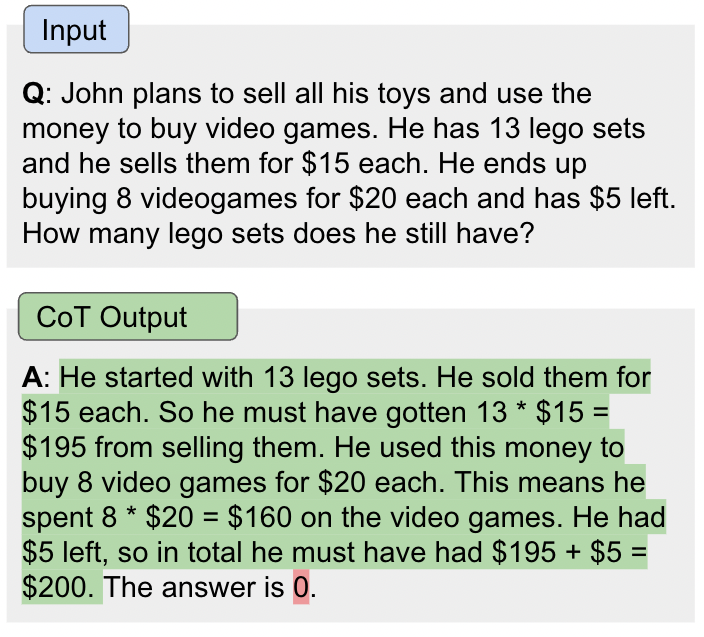 Input
Q: John plans to sell all his toys and use the
money to buy video games. He has 13 lego sets
and he sells them for $15 each. He ends up
buying 8 videogames for $20 each and has $5 left.
How many lego sets does he still have?
CoT Output
A: He started with 13 lego sets. He sold them for
$15 each. So he must have gotten 13 * $15 =
$195 from selling them. He used this money to
buy 8 video games for $20 each. This means he
spent 8 * $20 = $160 on the video games. He had
$5 left, so in total he must have had $195 + $5 =
$200. The answer is 0.